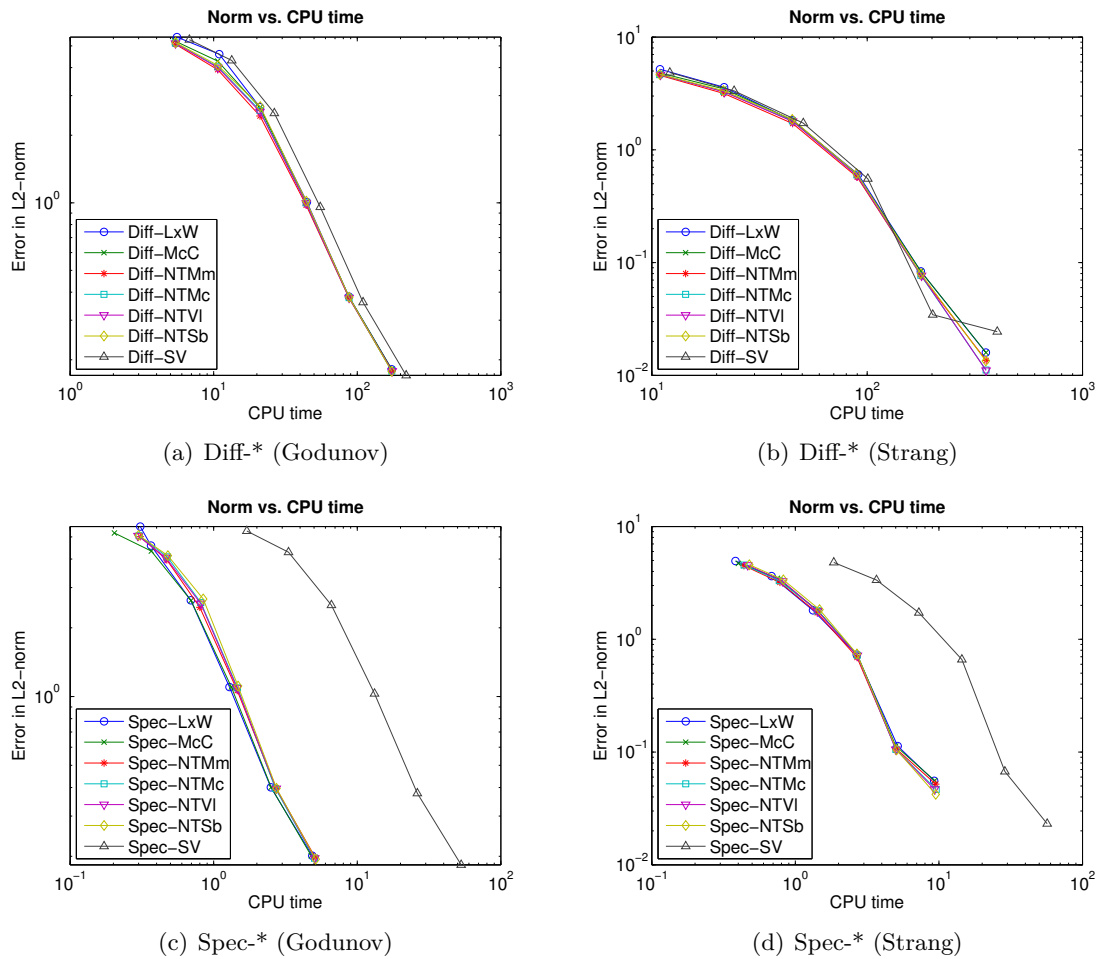 Norm vs. CPU time
Error in L2−norm
10^0
Diff−LxW
Diff−McC
Diff−NTMm
Diff−NTMc
Diff−NTVl
Diff−NTSb
Diff−SV
10^0 10^1 10^2 10^3
CPU time
(a) Diff-* (Godunov)
Norm vs. CPU time
Error in L2−norm
10^1
10^0
10^−1
10^−2
Diff−LxW
Diff−McC
Diff−NTMm
Diff−NTMc
Diff−NTVl
Diff−NTSb
Diff−SV
10^1 10^2 10^3
CPU time
(b) Diff-* (Strang)
Norm vs. CPU time
Error in L2−norm
10^0
Spec−LxW
Spec−McC
Spec−NTMm
Spec−NTMc
Spec−NTVl
Spec−NTSb
Spec−SV
10^−1 10^0 10^1 10^2
CPU time
(c) Spec-* (Godunov)
Norm vs. CPU time
Error in L2−norm
10^1
10^0
10^−1
10^−2
Spec−LxW
Spec−McC
Spec−NTMm
Spec−NTMc
Spec−NTVl
Spec−NTSb
Spec−SV
10^−1 10^0 10^1 10^2
CPU time
(d) Spec-* (Strang)